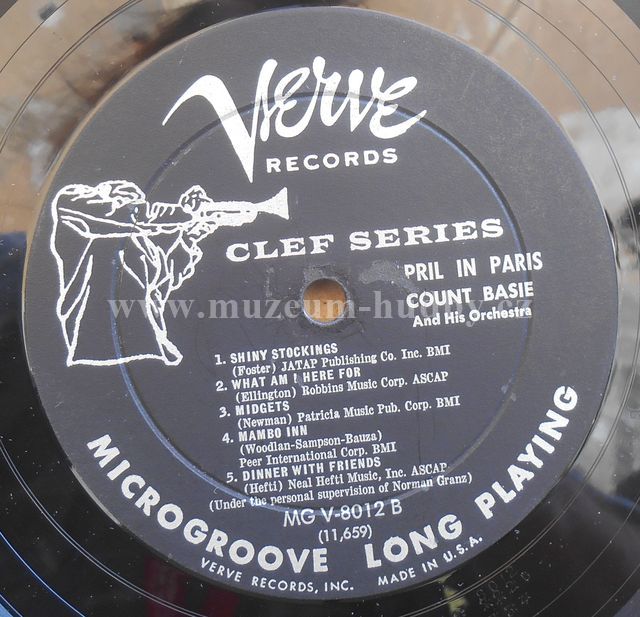 Verve
RECORDS
CLEF SERIES
PRIL IN PARIS
COUNT BASIE
And His Orchestra
www.muzeum-hudby.cz
1. SHINY STOCKINGS
(Foster) JATAP Publishing Co. Inc. BMI
2. WHAT AM I HERE FOR
(Ellington) Robbins Music Corp. ASCAP
3. MIDGETS
(Newman) Patricia Music Pub. Corp. BMI
4. MAMBO INN
(Woodlan-Sampson-Bauza)
Peer International Corp. BMI
5. DINNER WITH FRIENDS
(Hefti) Neal Hefti Music, Inc. ASCAP
(Under the personal supervision of Norman Granz)
MG V-8012 B
(11,659)
MICROGROOVE LONG PLAYING
VERVE RECORDS, INC. MADE IN U.S.A.